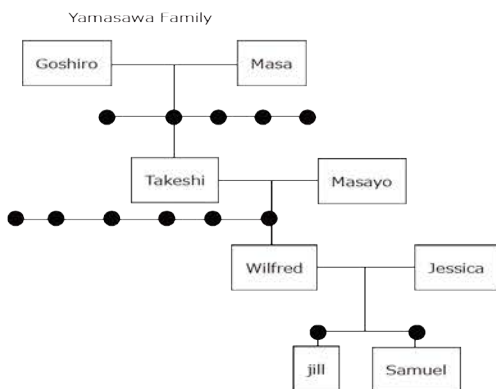 Yamasawa Family
Goshiro
Masa
Takeshi
Masayo
Wilfred
Jessica
jill
Samuel